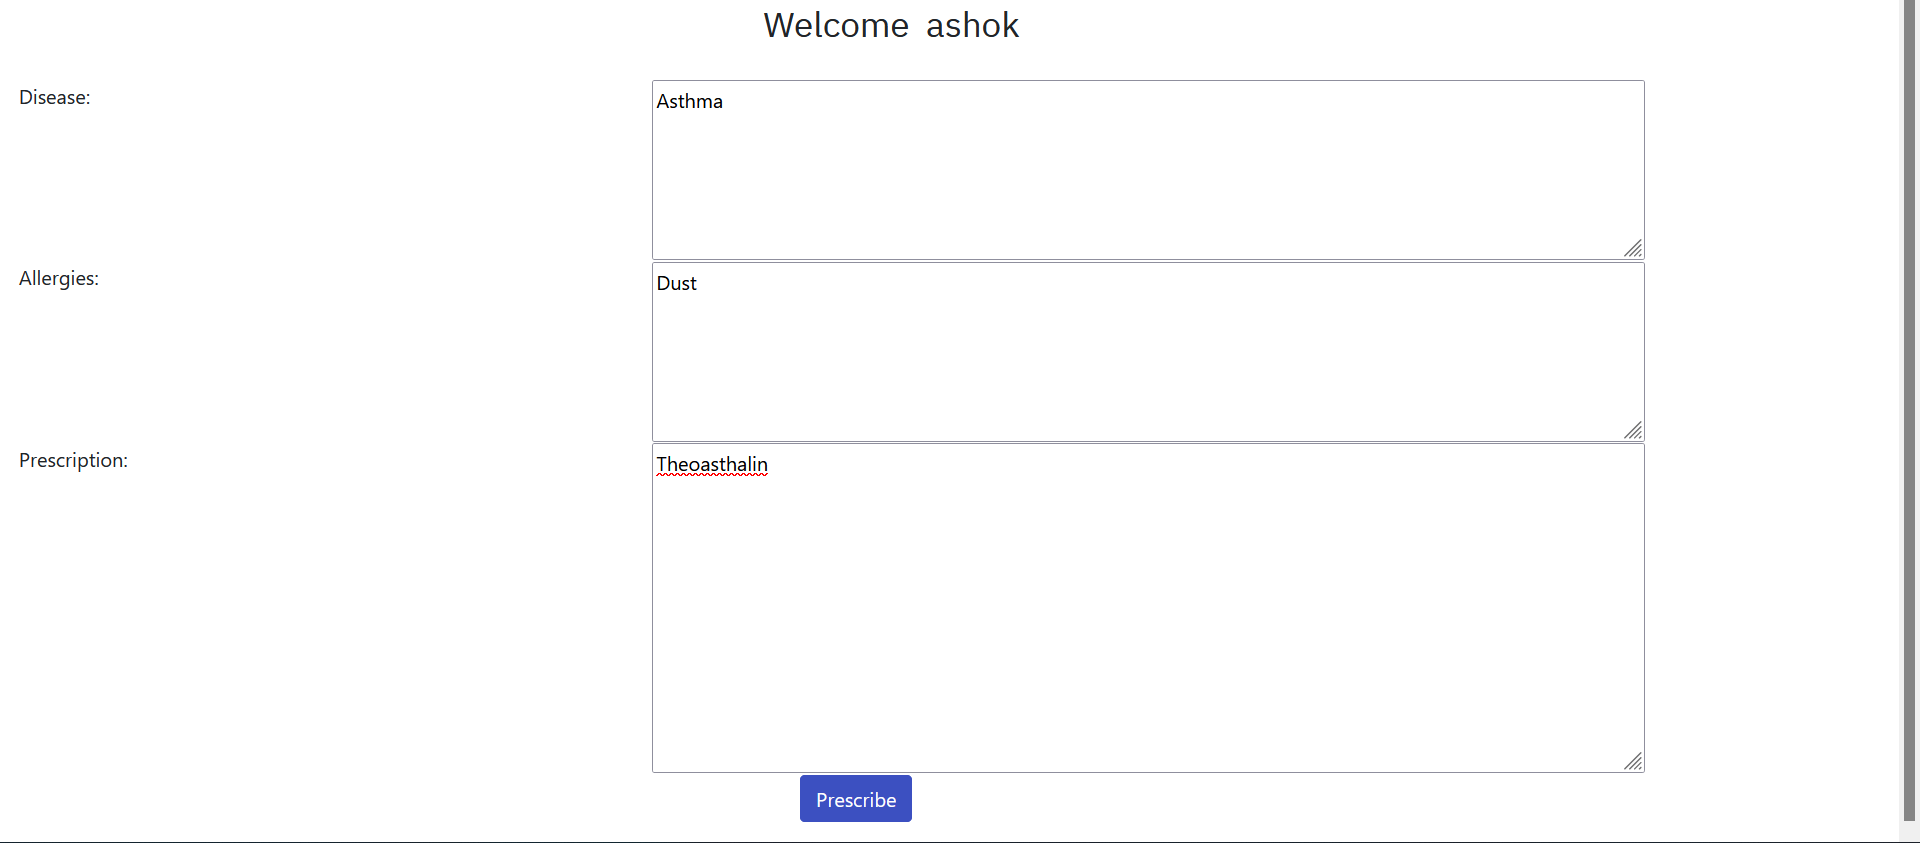 Welcome ashok
Disease:
Asthma
Allergies:
Dust
Prescription:
Theoasthalin
Prescribe